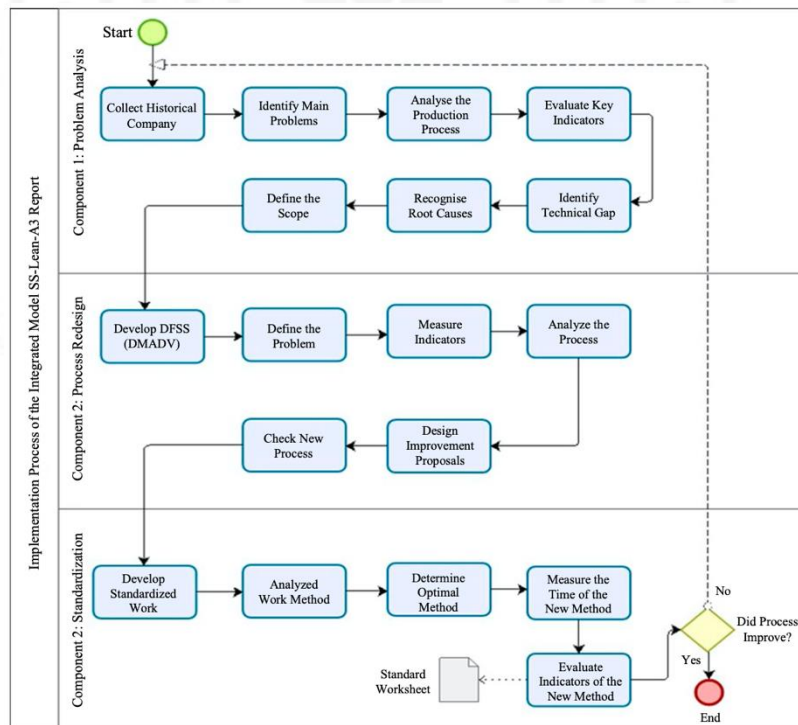 Implementation Process of the Integrated Model SS-Lean-A3 Report
Component 1: Problem Analysis
Start
Collect Historical
Company
Identify Main
Problems
Analyse the
Production
Process
Evaluate Key
Indicators
Define the
Scope
Recognise
Root Causes
Identify
Technical Gap
Component 2: Process Redesign
Develop DFSS
(DMADV)
Define the
Problem
Measure
Indicators
Analyze the
Process
Check New
Process
Design
Improvement
Proposals
Component 2: Standardization
Develop
Standardized
Work
Analyzed
Work Method
Determine
Optimal
Method
Measure the
Time of the
New Method
No
Did Process
Improve?
Yes
Standard
Worksheet
Evaluate
Indicators of the
New Method
End